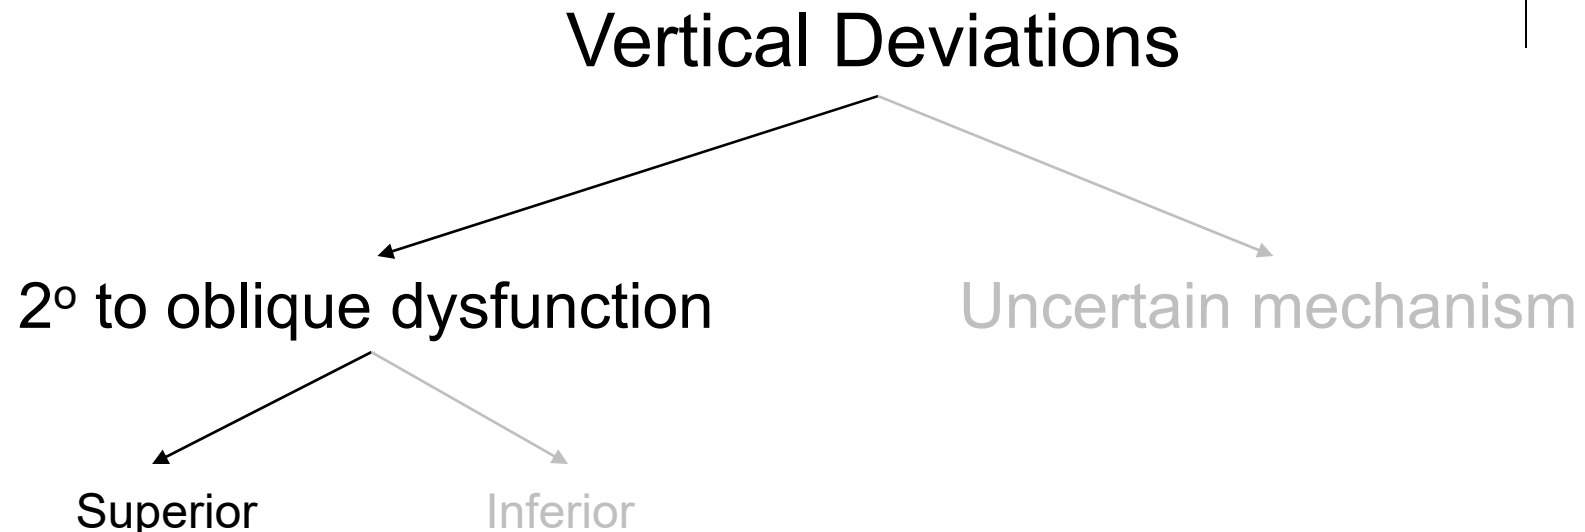 Vertical Deviations
2º to oblique dysfunction
Uncertain mechanism
Superior
Inferior